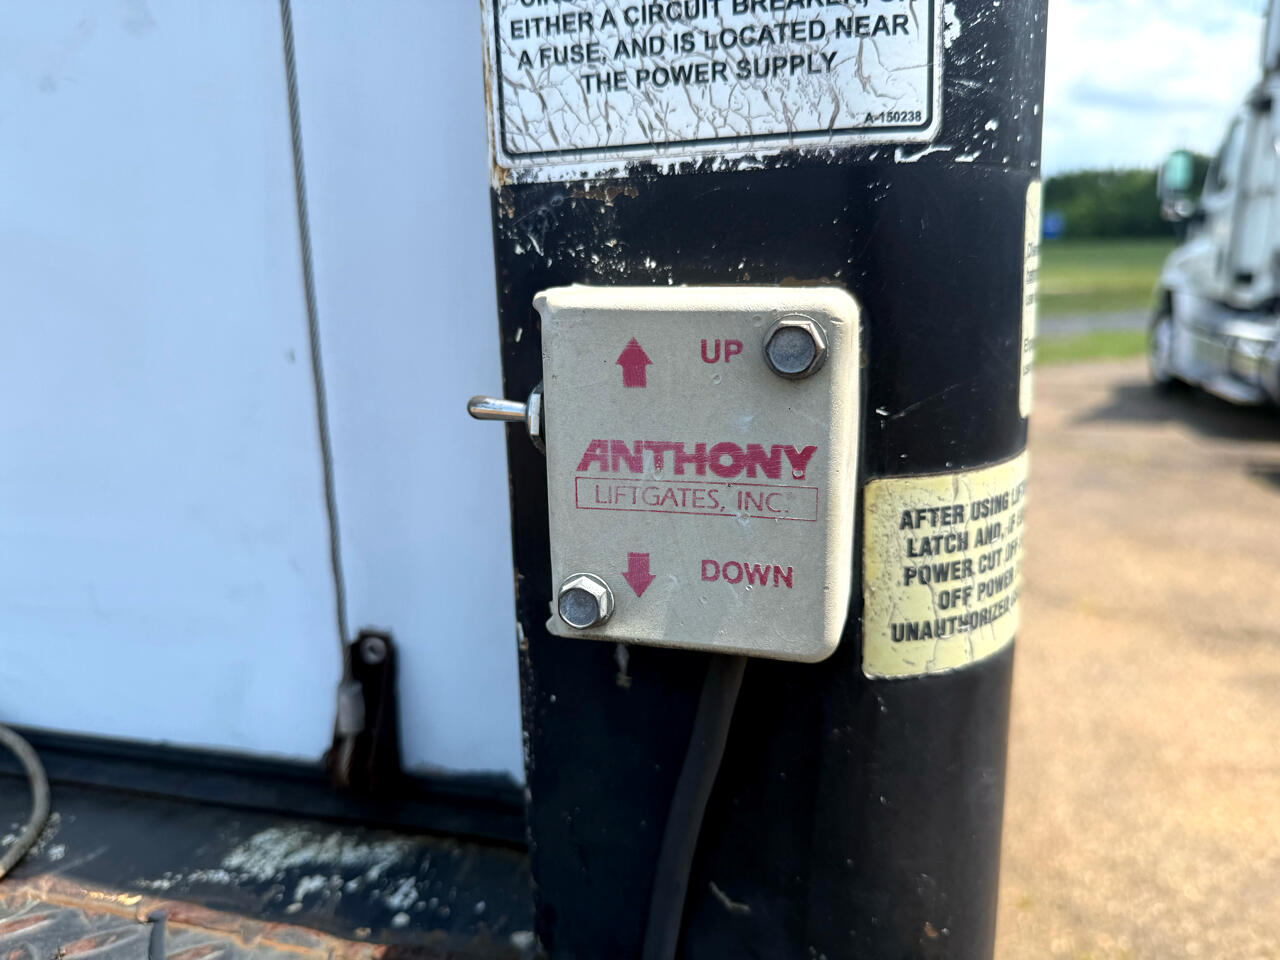 EITHER A CIRCUIT BREAKER,
A FUSE, AND IS LOCATED NEAR
THE POWER SUPPLY
A-150238
UP
ANTHONY
LIFTGATES, INC.
DOWN
AFTER USING
LATCH AND, IF
POWER CUT OFF
OFF POWER
UNAUTHORIZED